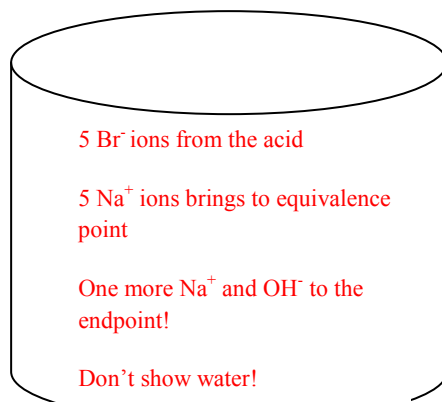 5 Br⁻ ions from the acid
5 Na⁺ ions brings to equivalence
point
One more Na⁺ and OH⁻ to the
endpoint!
Don’t show water!